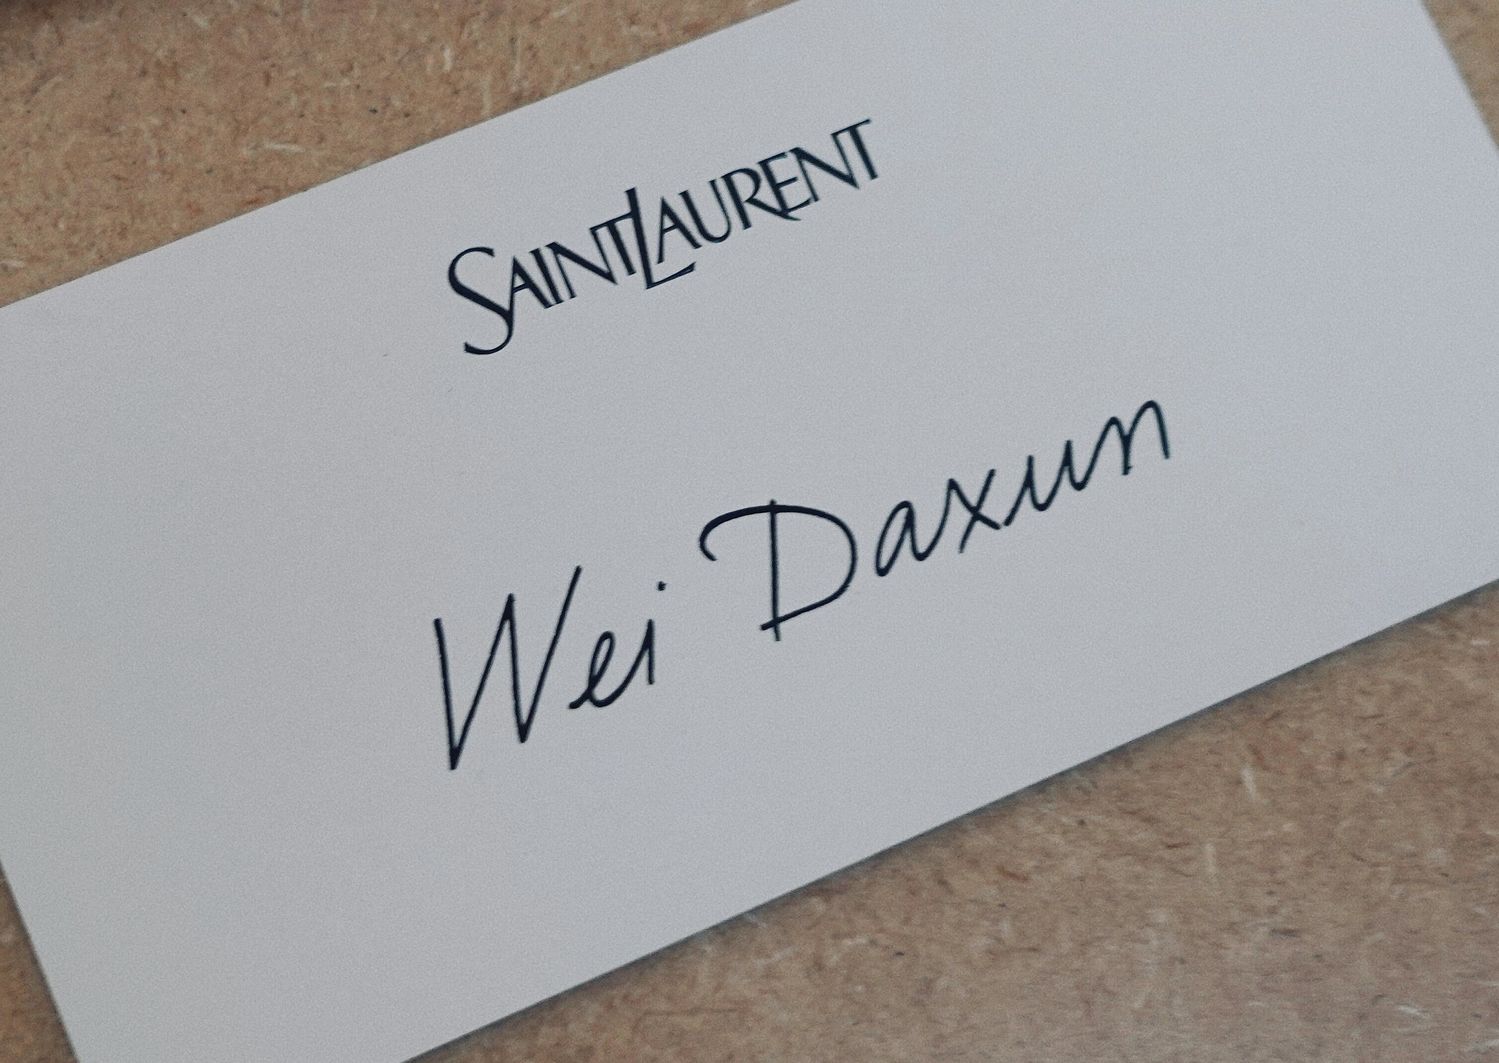 SAINT LAURENT
Wei Daxun